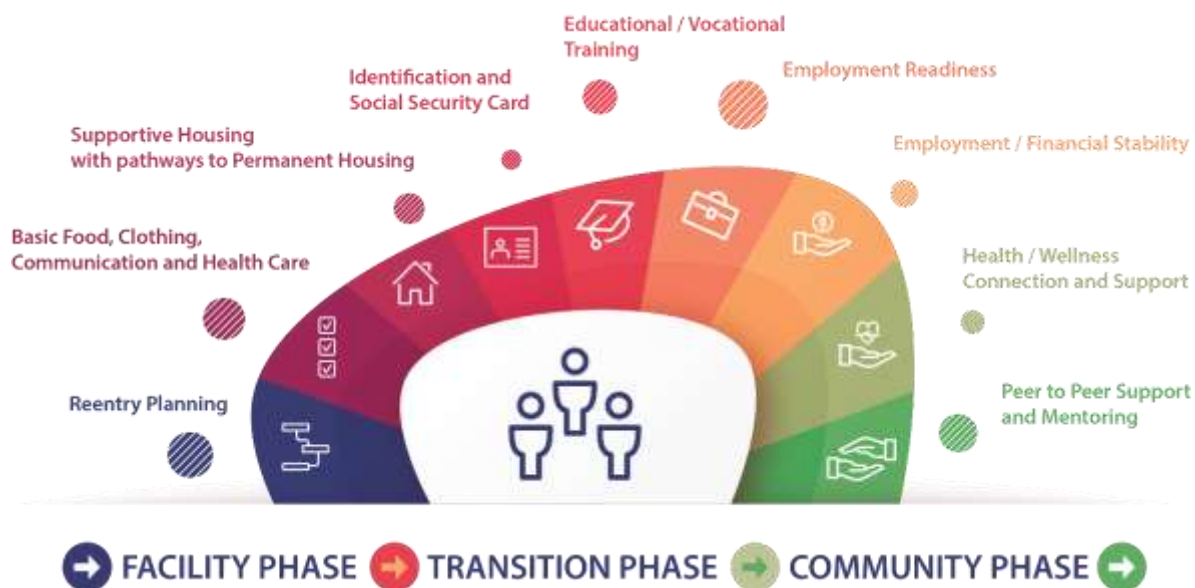 Educational / Vocational
Training
Employment Readiness
Identification and
Social Security Card
Supportive Housing
with pathways to Permanent Housing
Employment / Financial Stability
Basic Food, Clothing,
Communication and Health Care
Health / Wellness
Connection and Support
Reentry Planning
Peer to Peer Support
and Mentoring
FACILITY PHASE TRANSITION PHASE COMMUNITY PHASE